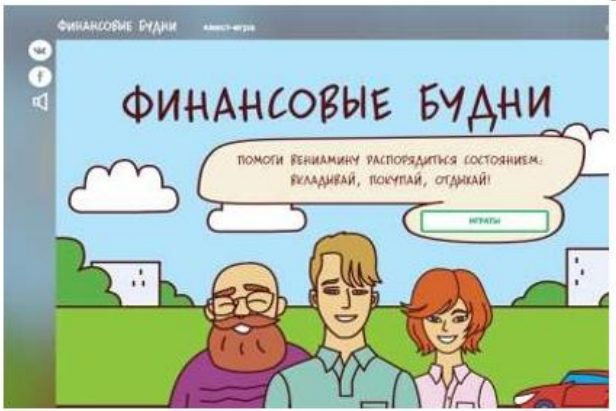 ФИНАНСОВЫЕ БУДНИ квест-игра
ФИНАНСОВЫЕ БУДНИ
ПОМОГИ ВЕНИАМИНУ РАСПОРЯДИТЬСЯ СОСТОЯНИЕМ:
ВКЛАДЫВАЙ, ПОКУПАЙ, ОТДЫХАЙ!
ИГРАТЬ!